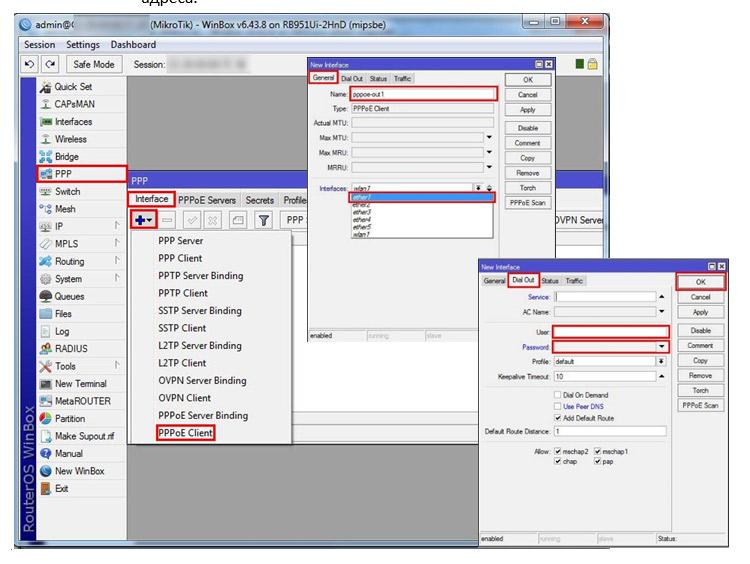 адреса.
admin@ (MikroTik) - WinBox v6.43.8 on RB951Ui-2HnD (mipsbe)
Session Settings Dashboard
Safe Mode Session:
Quick Set
CAPsMAN
Interfaces
Wireless
Bridge
PPP
Switch
Mesh
IP
MPLS
Routing
System
Queues
Files
Log
RADIUS
Tools
New Terminal
MetaROUTER
Partition
Make Supout.rif
Manual
New WinBox
Exit
RouterOS WinBox
PPP
Interface PPPoE Servers Secrets Profile
PPP OVPN Server
PPP Server
PPP Client
PPTP Server Binding
PPTP Client
SSTP Server Binding
SSTP Client
L2TP Server Binding
L2TP Client
OVPN Server Binding
OVPN Client
PPPoE Server Binding
PPPoE Client
New Interface
General Dial Out Status Traffic
Name: pppoe-out1
Type: PPPoE Client
Actual MTU:
Max MTU:
Max MRU:
MRRU:
Interfaces: wlan1
ether1
ether2
ether3
ether4
ether5
wlan1
OK
Cancel
Apply
Disable
Comment
Copy
Remove
Torch
PPPoE Scan
enabled running slave
New Interface
General Dial Out Status Traffic
Service:
AC Name:
User:
Password:
Profile: default
Keepalive Timeout: 10
Dial On Demand
Use Peer DNS
Add Default Route
Default Route Distance: 1
Allow: mschap2 mschap1
chap pap
OK
Cancel
Apply
Disable
Comment
Copy
Remove
Torch
PPPoE Scan
enabled running slave Status: